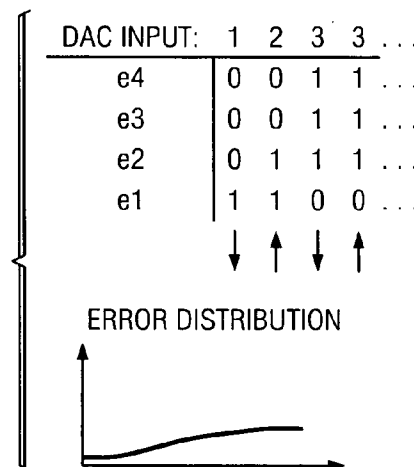 DAC INPUT: 1 2 3 3 ...
e4 0 0 1 1 ...
e3 0 0 1 1 ...
e2 0 1 1 1 ...
e1 1 1 0 0 ...
ERROR DISTRIBUTION